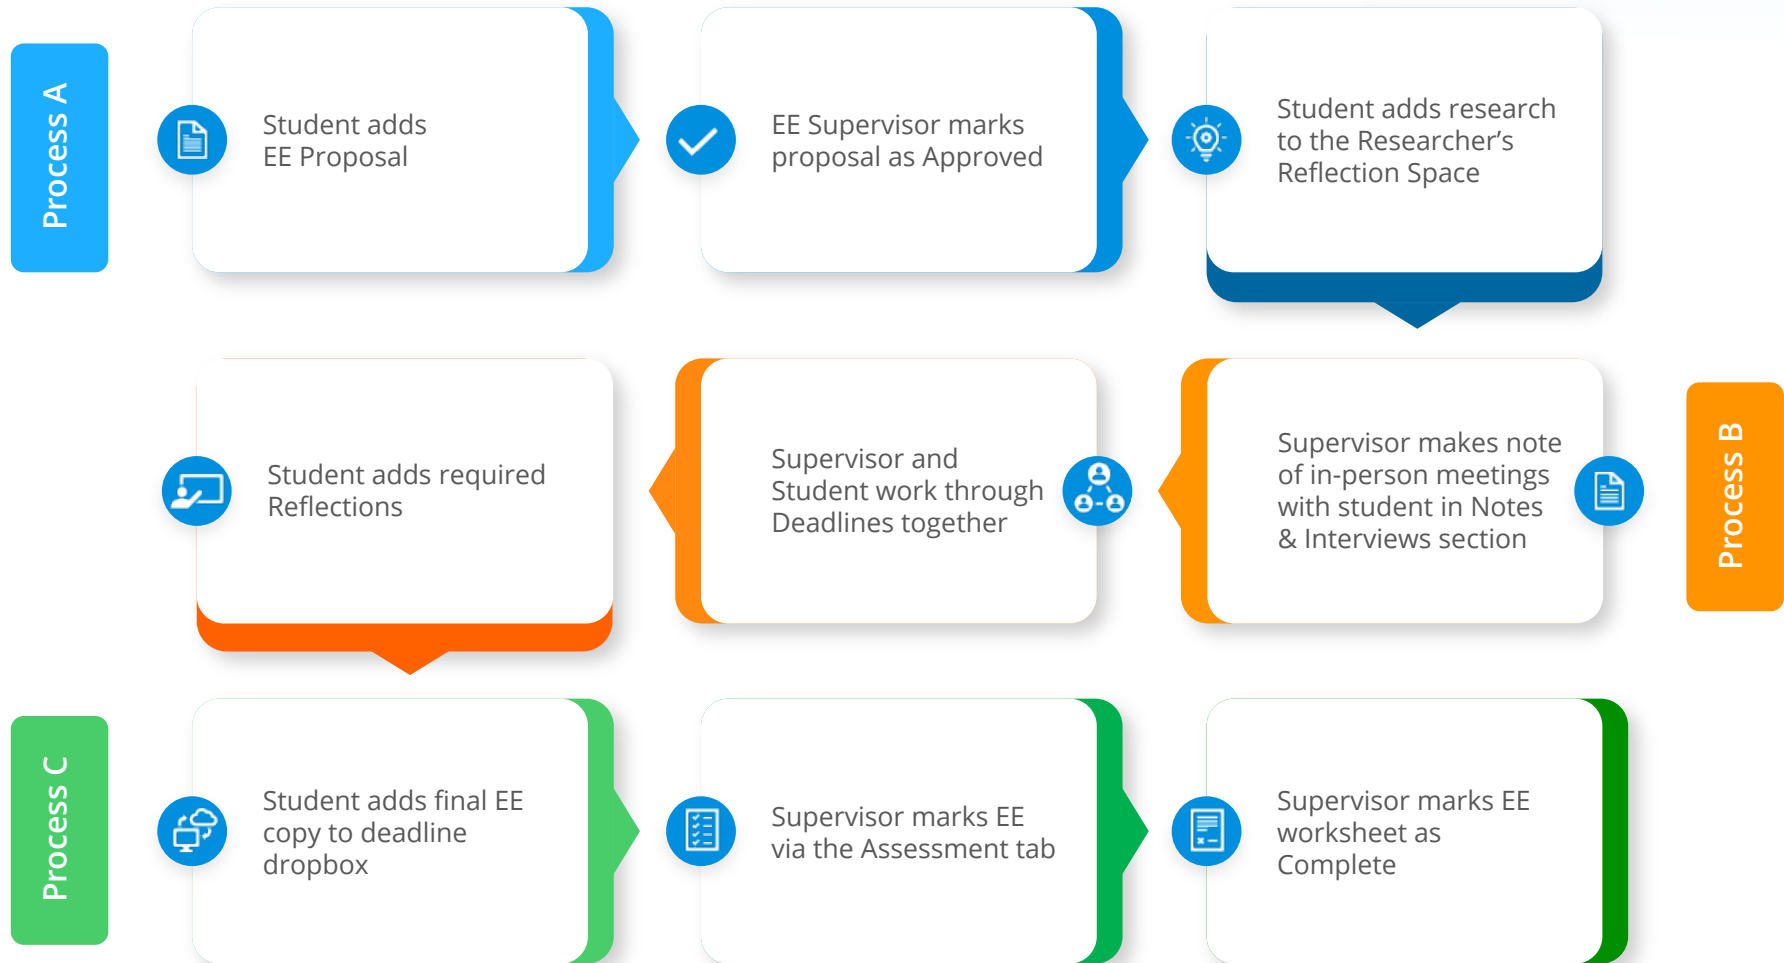 Process A
Student adds
EE Proposal
EE Supervisor marks
proposal as Approved
Student adds research
to the Researcher’s
Reflection Space
Process B
Supervisor makes note
of in-person meetings
with student in Notes
& Interviews section
Supervisor and
Student work through
Deadlines together
Student adds required
Reflections
Process C
Student adds final EE
copy to deadline
dropbox
Supervisor marks EE
via the Assessment tab
Supervisor marks EE
worksheet as
Complete